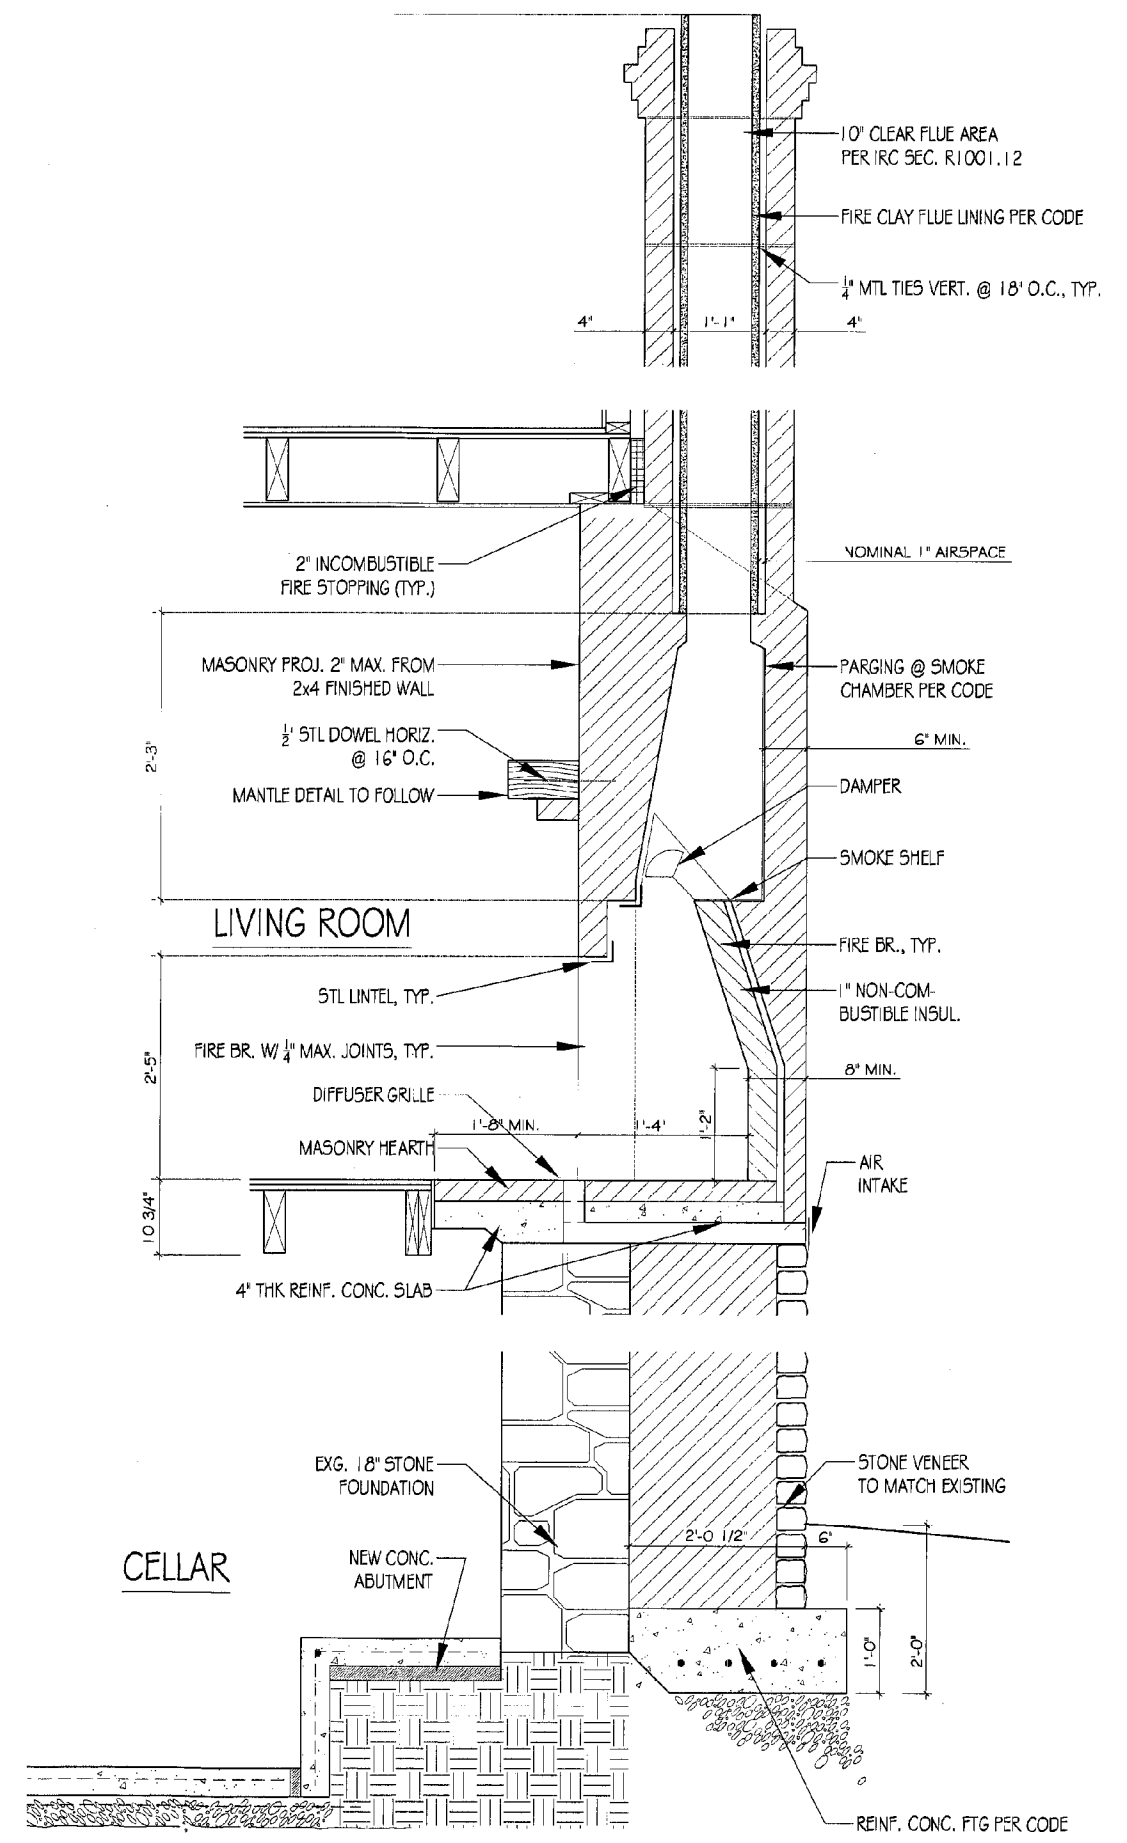 10" CLEAR FLUE AREA
PER IRC SEC. R1001.12
FIRE CLAY FLUE LINING PER CODE
1/4" MTL TIES VERT. @ 18" O.C., TYP.
4"
1'-1"
4"
2" INCOMBUSTIBLE
FIRE STOPPING (TYP.)
NOMINAL 1" AIRSPACE
MASONRY PROJ. 2" MAX. FROM
2x4 FINISHED WALL
PARGING @ SMOKE
CHAMBER PER CODE
1/2" STL DOWEL HORIZ.
@ 16" O.C.
6" MIN.
2'-3"
MANTLE DETAIL TO FOLLOW
DAMPER
SMOKE SHELF
LIVING ROOM
FIRE BR., TYP.
STL LINTEL, TYP.
1" NON-COM-
BUSTIBLE INSUL.
FIRE BR. W/ 1/4" MAX. JOINTS, TYP.
2'-5"
8" MIN.
DIFFUSER GRILLE
1'-8" MIN.
1'-4"
1'-2"
MASONRY HEARTH
AIR
INTAKE
10 3/4"
4" THK REINF. CONC. SLAB
EXG. 18" STONE
FOUNDATION
STONE VENEER
TO MATCH EXISTING
2'-0 1/2"
6"
CELLAR
NEW CONC.
ABUTMENT
1'-0"
2'-0"
REINF. CONC. FTG PER CODE